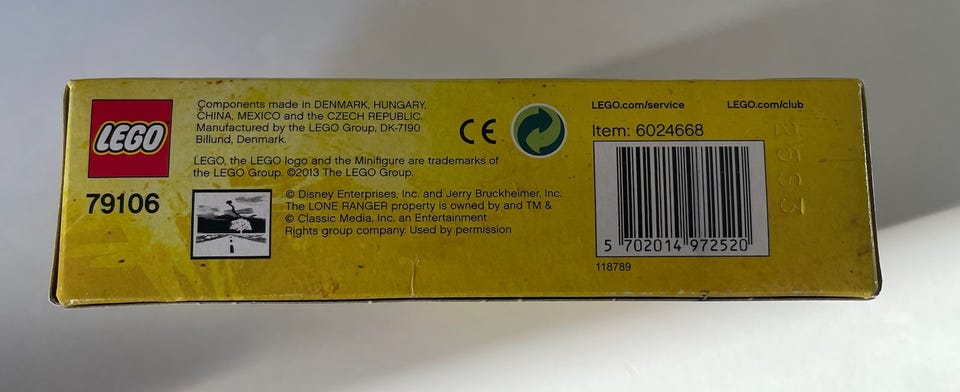 LEGO
79106
Components made in DENMARK, HUNGARY,
CHINA, MEXICO and the CZECH REPUBLIC.
Manufactured by the LEGO Group, DK-7190
Billund, Denmark.
LEGO, the LEGO logo and the Minifigure are trademarks of
the LEGO Group. ©2013 The LEGO Group.
© Disney Enterprises, Inc. and Jerry Bruckheimer, Inc.
The LONE RANGER property is owned by and TM &
© Classic Media, Inc. an Entertainment
Rights group company. Used by permission
CE
LEGO.com/service
LEGO.com/club
Item: 6024668
5 702014 972520
118789